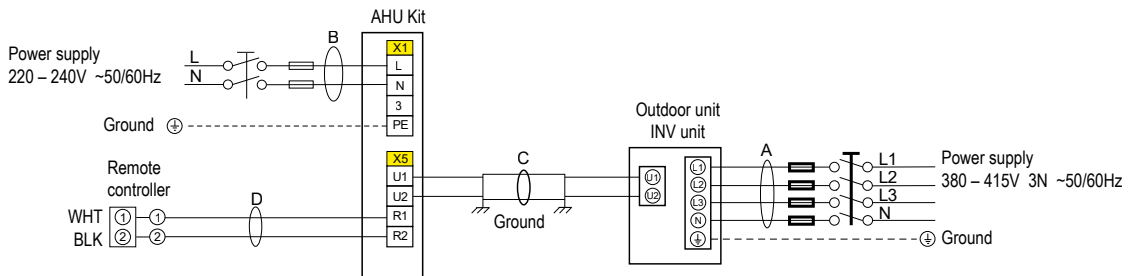 AHU Kit
Power supply
220 – 240V ~50/60Hz
L
N
B
X1
L
N
3
PE
Ground
X5
U1
U2
R1
R2
Remote
controller
WHT 1 1
BLK 2 2
D
C
Ground
Outdoor unit
INV unit
U1
U2
L1
L2
L3
N
A
L1
L2
L3
N
Power supply
380 – 415V 3N ~50/60Hz
Ground